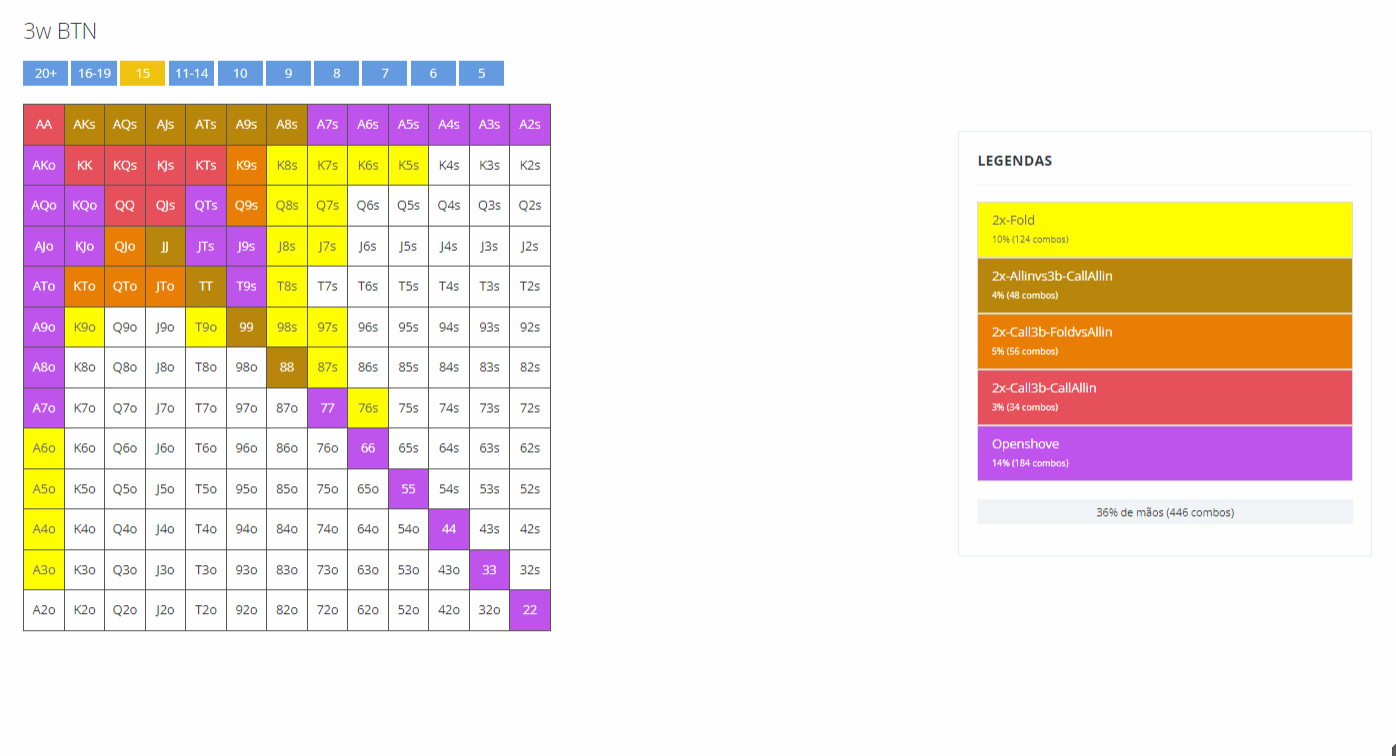 3w BTN
20+ 16-19 15 11-14 10 9 8 7 6 5
AA AKs AQs AJs ATs A9s A8s A7s A6s A5s A4s A3s A2s
AKo KK KQs KJs KTs K9s K8s K7s K6s K5s K4s K3s K2s
AQo KQo QQ QJs QTs Q9s Q8s Q7s Q6s Q5s Q4s Q3s Q2s
AJo KJo QJo JJ JTs J9s J8s J7s J6s J5s J4s J3s J2s
ATo KTo QTo JTo TT T9s T8s T7s T6s T5s T4s T3s T2s
A9o K9o Q9o J9o T9o 99 98s 97s 96s 95s 94s 93s 92s
A8o K8o Q8o J8o T8o 98o 88 87s 86s 85s 84s 83s 82s
A7o K7o Q7o J7o T7o 97o 87o 77 76s 75s 74s 73s 72s
A6o K6o Q6o J6o T6o 96o 86o 76o 66 65s 64s 63s 62s
A5o K5o Q5o J5o T5o 95o 85o 75o 65o 55 54s 53s 52s
A4o K4o Q4o J4o T4o 94o 84o 74o 64o 54o 44 43s 42s
A3o K3o Q3o J3o T3o 93o 83o 73o 63o 53o 43o 33 32s
A2o K2o Q2o J2o T2o 92o 82o 72o 62o 52o 42o 32o 22
LEGENDAS
2x-Fold
10% (124 combos)
2x-Allinvs3b-CallAllin
4% (48 combos)
2x-Call3b-FoldvsAllin
5% (56 combos)
2x-Call3b-CallAllin
3% (34 combos)
Openshove
14% (184 combos)
36% de mãos (446 combos)